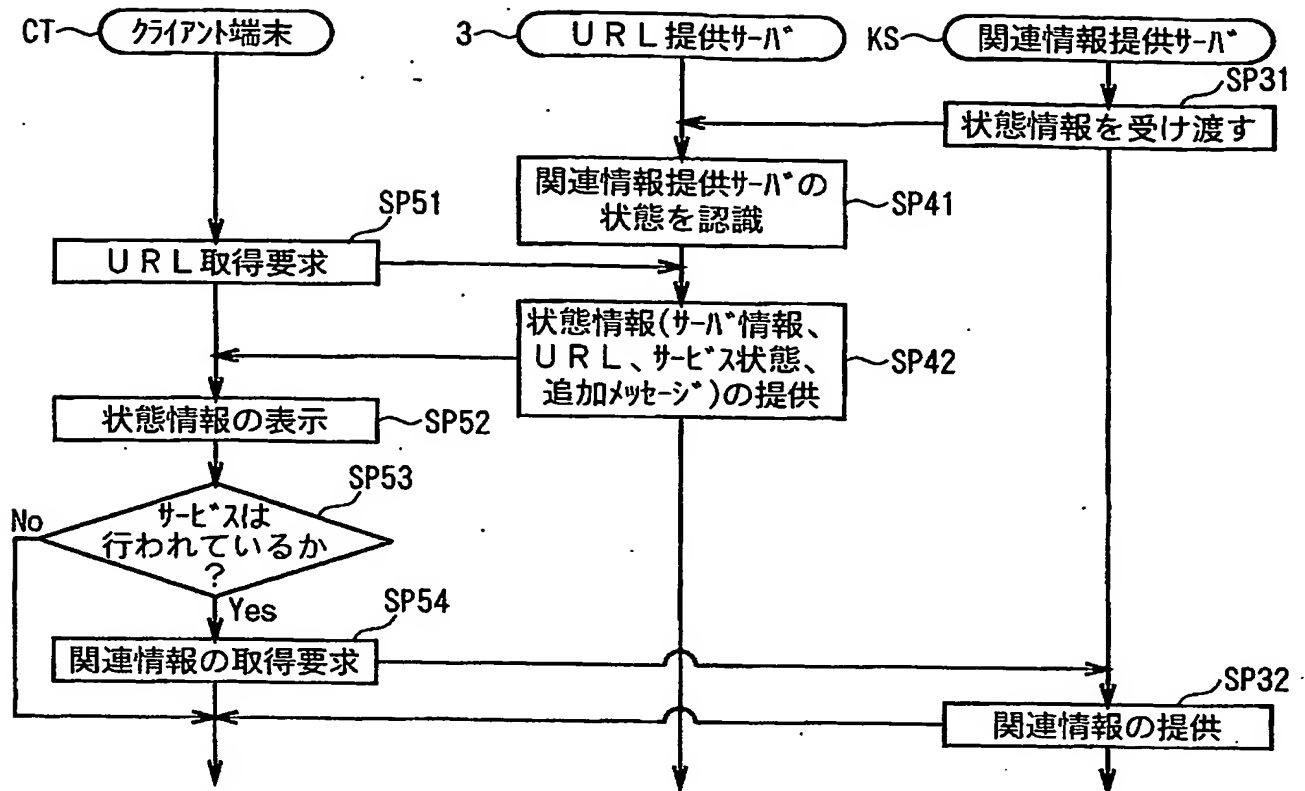 CT クライアント端末
3 URL提供サーバ
KS 関連情報提供サーバ
SP31
状態情報を受け渡す
関連情報提供サーバの
状態を認識
SP41
SP51
URL取得要求
状態情報(サーバ情報、
URL、サービス状態、
追加メッセージ)の提供
SP42
状態情報の表示
SP52
SP53
サービスは
行われているか
?
No
Yes
SP54
関連情報の取得要求
SP32
関連情報の提供